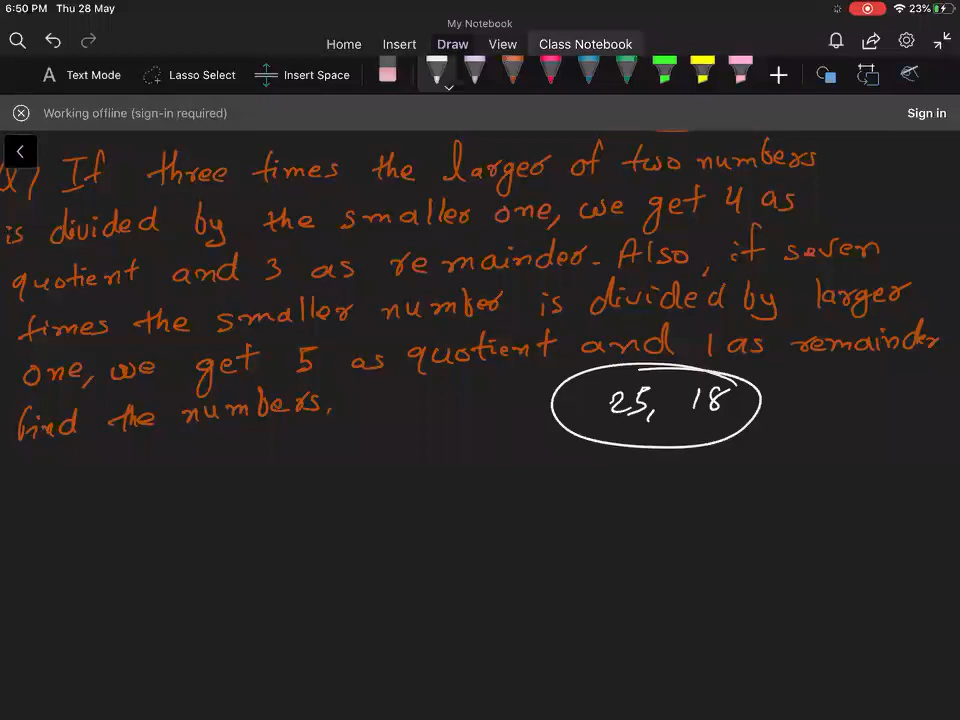 6:50 PM Thu 28 May
23%
My Notebook
Home Insert Draw View Class Notebook
Text Mode Lasso Select Insert Space
Working offline (sign-in required) Sign in
If three times the larger of two numbers
is divided by the smaller one, we get 4 as
quotient and 3 as remainder. Also, if seven
times the smaller number is divided by larger
one, we get 5 as quotient and 1 as remainder
find the numbers.
25, 18